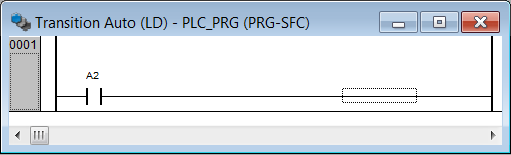 Transition Auto (LD) - PLC_PRG (PRG-SFC)
0001
A2